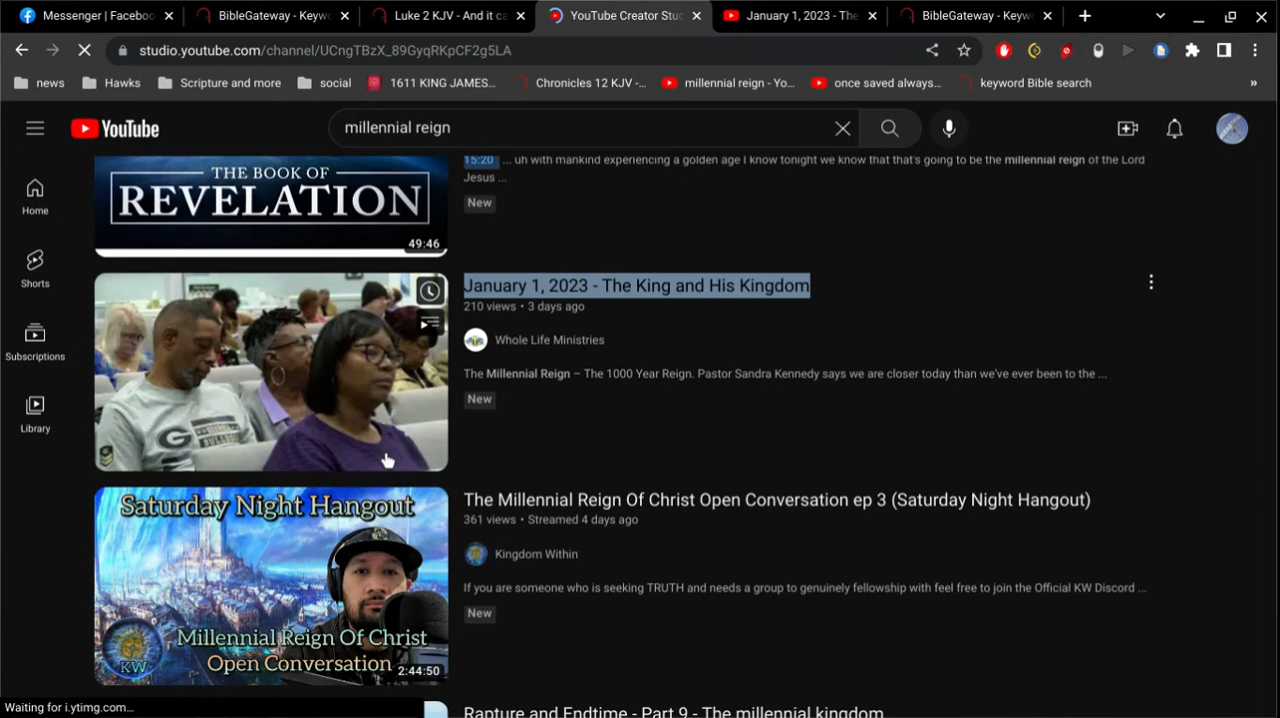 Messenger | Faceboo
BibleGateway - Keyw
Luke 2 KJV - And it ca
YouTube Creator Stu
January 1, 2023 - The
BibleGateway - Keyw
studio.youtube.com/channel/UCngTBzX_89GyqRKpCF2g5LA
news
Hawks
Scripture and more
social
1611 KING JAMES...
Chronicles 12 KJV -...
millennial reign - Yo...
once saved always...
keyword Bible search
»
YouTube
millennial reign
Home
Shorts
Subscriptions
Library
THE BOOK OF
REVELATION
49:46
15:20 ... uh with mankind experiencing a golden age I know tonight we know that that's going to be the millennial reign of the Lord
Jesus ...
New
January 1, 2023 - The King and His Kingdom
210 views • 3 days ago
Whole Life Ministries
The Millennial Reign – The 1000 Year Reign. Pastor Sandra Kennedy says we are closer today than we've ever been to the ...
New
G
Saturday Night Hangout
KW
Millennial Reign Of Christ
Open Conversation
2:44:50
The Millennial Reign Of Christ Open Conversation ep 3 (Saturday Night Hangout)
361 views • Streamed 4 days ago
Kingdom Within
If you are someone who is seeking TRUTH and needs a group to genuinely fellowship with feel free to join the Official KW Discord ...
New
Rapture and Endtime - Part 9 - The millennial kingdom
Waiting for i.ytimg.com...